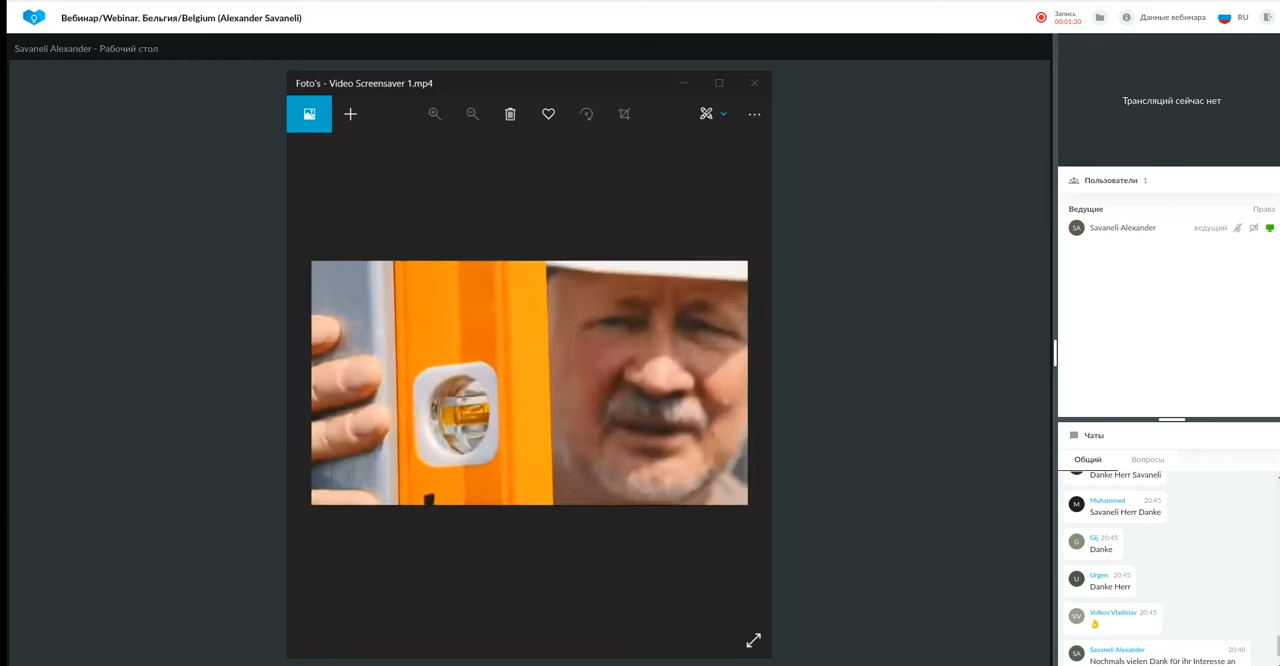 Вебинар/Webinar. Бельгия/Belgium (Alexander Savaneli)
Запись
00:01:30
Данные вебинара
RU
Savaneli Alexander - Рабочий стол
Foto's - Video Screensaver 1.mp4
Трансляций сейчас нет
Пользователи 1
Ведущие Права
SA Savaneli Alexander ведущий
Чаты
Общий Вопросы
Danke Herr Savaneli
M Muhammed 20:45
Savaneli Herr Danke
G Gij 20:45
Danke
U Urgen 20:45
Danke Herr
VV Volkov Vladislav 20:45
👌
SA Savaneli Alexander 20:48
Nochmals vielen Dank für ihr Interesse an